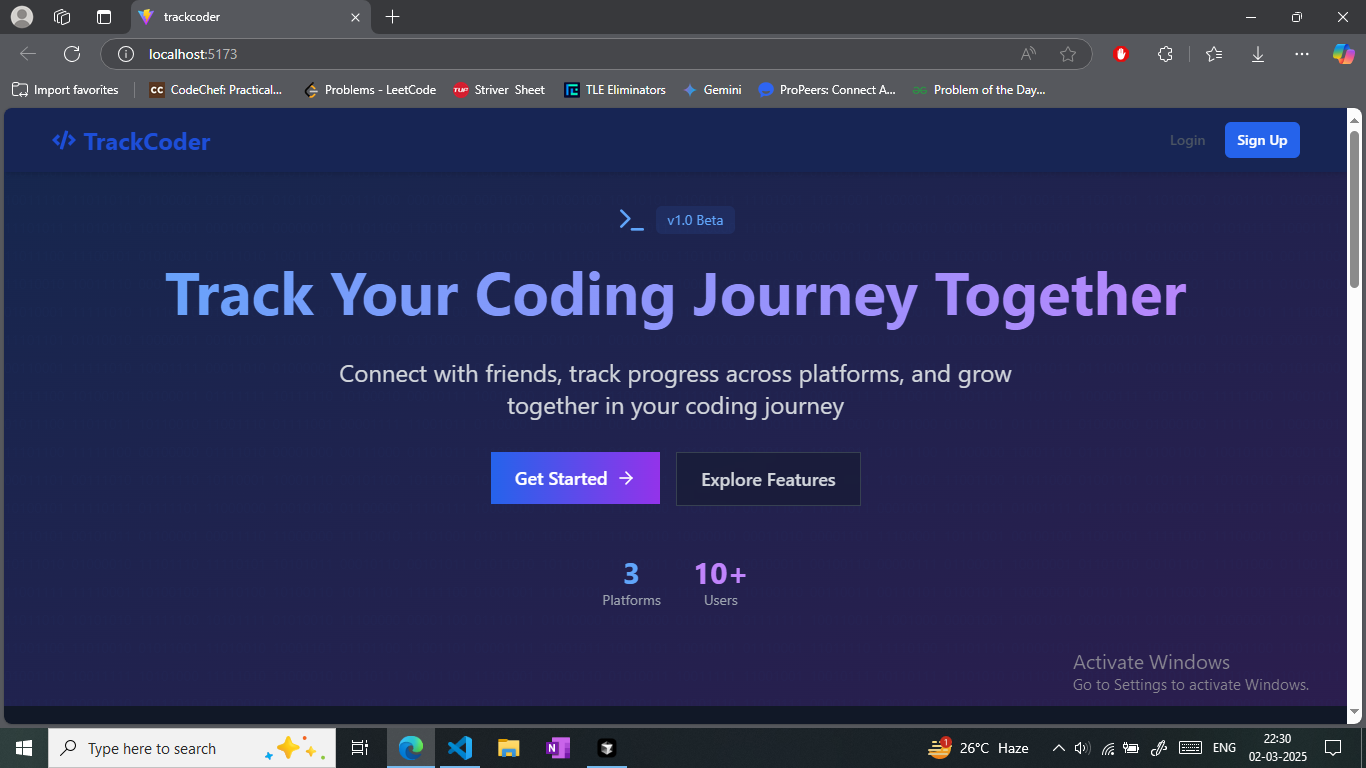 trackcoder
localhost:5173
Import favorites
CC CodeChef: Practical...
Problems - LeetCode
TUF Striver Sheet
TLE Eliminators
Gemini
ProPeers: Connect A...
Problem of the Day...
</> TrackCoder
Login
Sign Up
>_ v1.0 Beta
Track Your Coding Journey Together
Connect with friends, track progress across platforms, and grow
together in your coding journey
Get Started →
Explore Features
3
Platforms
10+
Users
Activate Windows
Go to Settings to activate Windows.
Type here to search
N
1
26°C Haze
ENG
22:30
02-03-2025